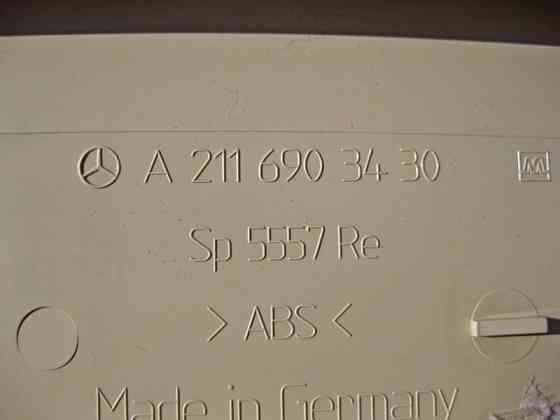 A 211 690 34 30 M
Sp 5557 Re
> ABS <
Made in Germany